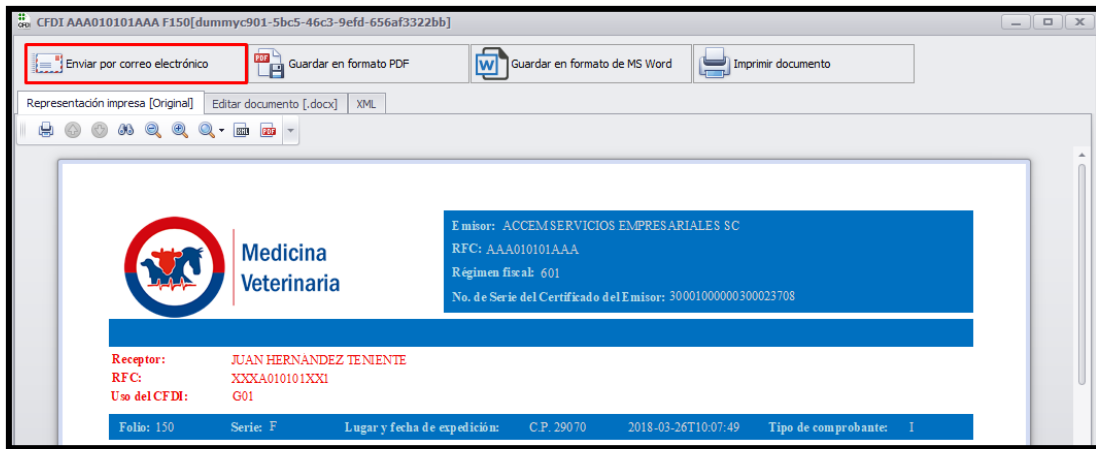 CFDI AAA010101AAA F150[dummyc901-5bc5-46c3-9efd-656af3322bb]
Enviar por correo electrónico Guardar en formato PDF Guardar en formato de MS Word Imprimir documento
Representación impresa [Original] Editar documento [.docx] XML
Medicina
Veterinaria
Emisor: ACCEM SERVICIOS EMPRESARIALES SC
RFC: AAA010101AAA
Régimen fiscal: 601
No. de Serie del Certificado del Emisor: 30001000000300023708
Receptor: JUAN HERNANDEZ TENIENTE
RFC: XXXA010101XX1
Uso del CFDI: G01
Folio: 150 Serie: F Lugar y fecha de expedición: C.P. 29070 2018-03-26T10:07:49 Tipo de comprobante: I